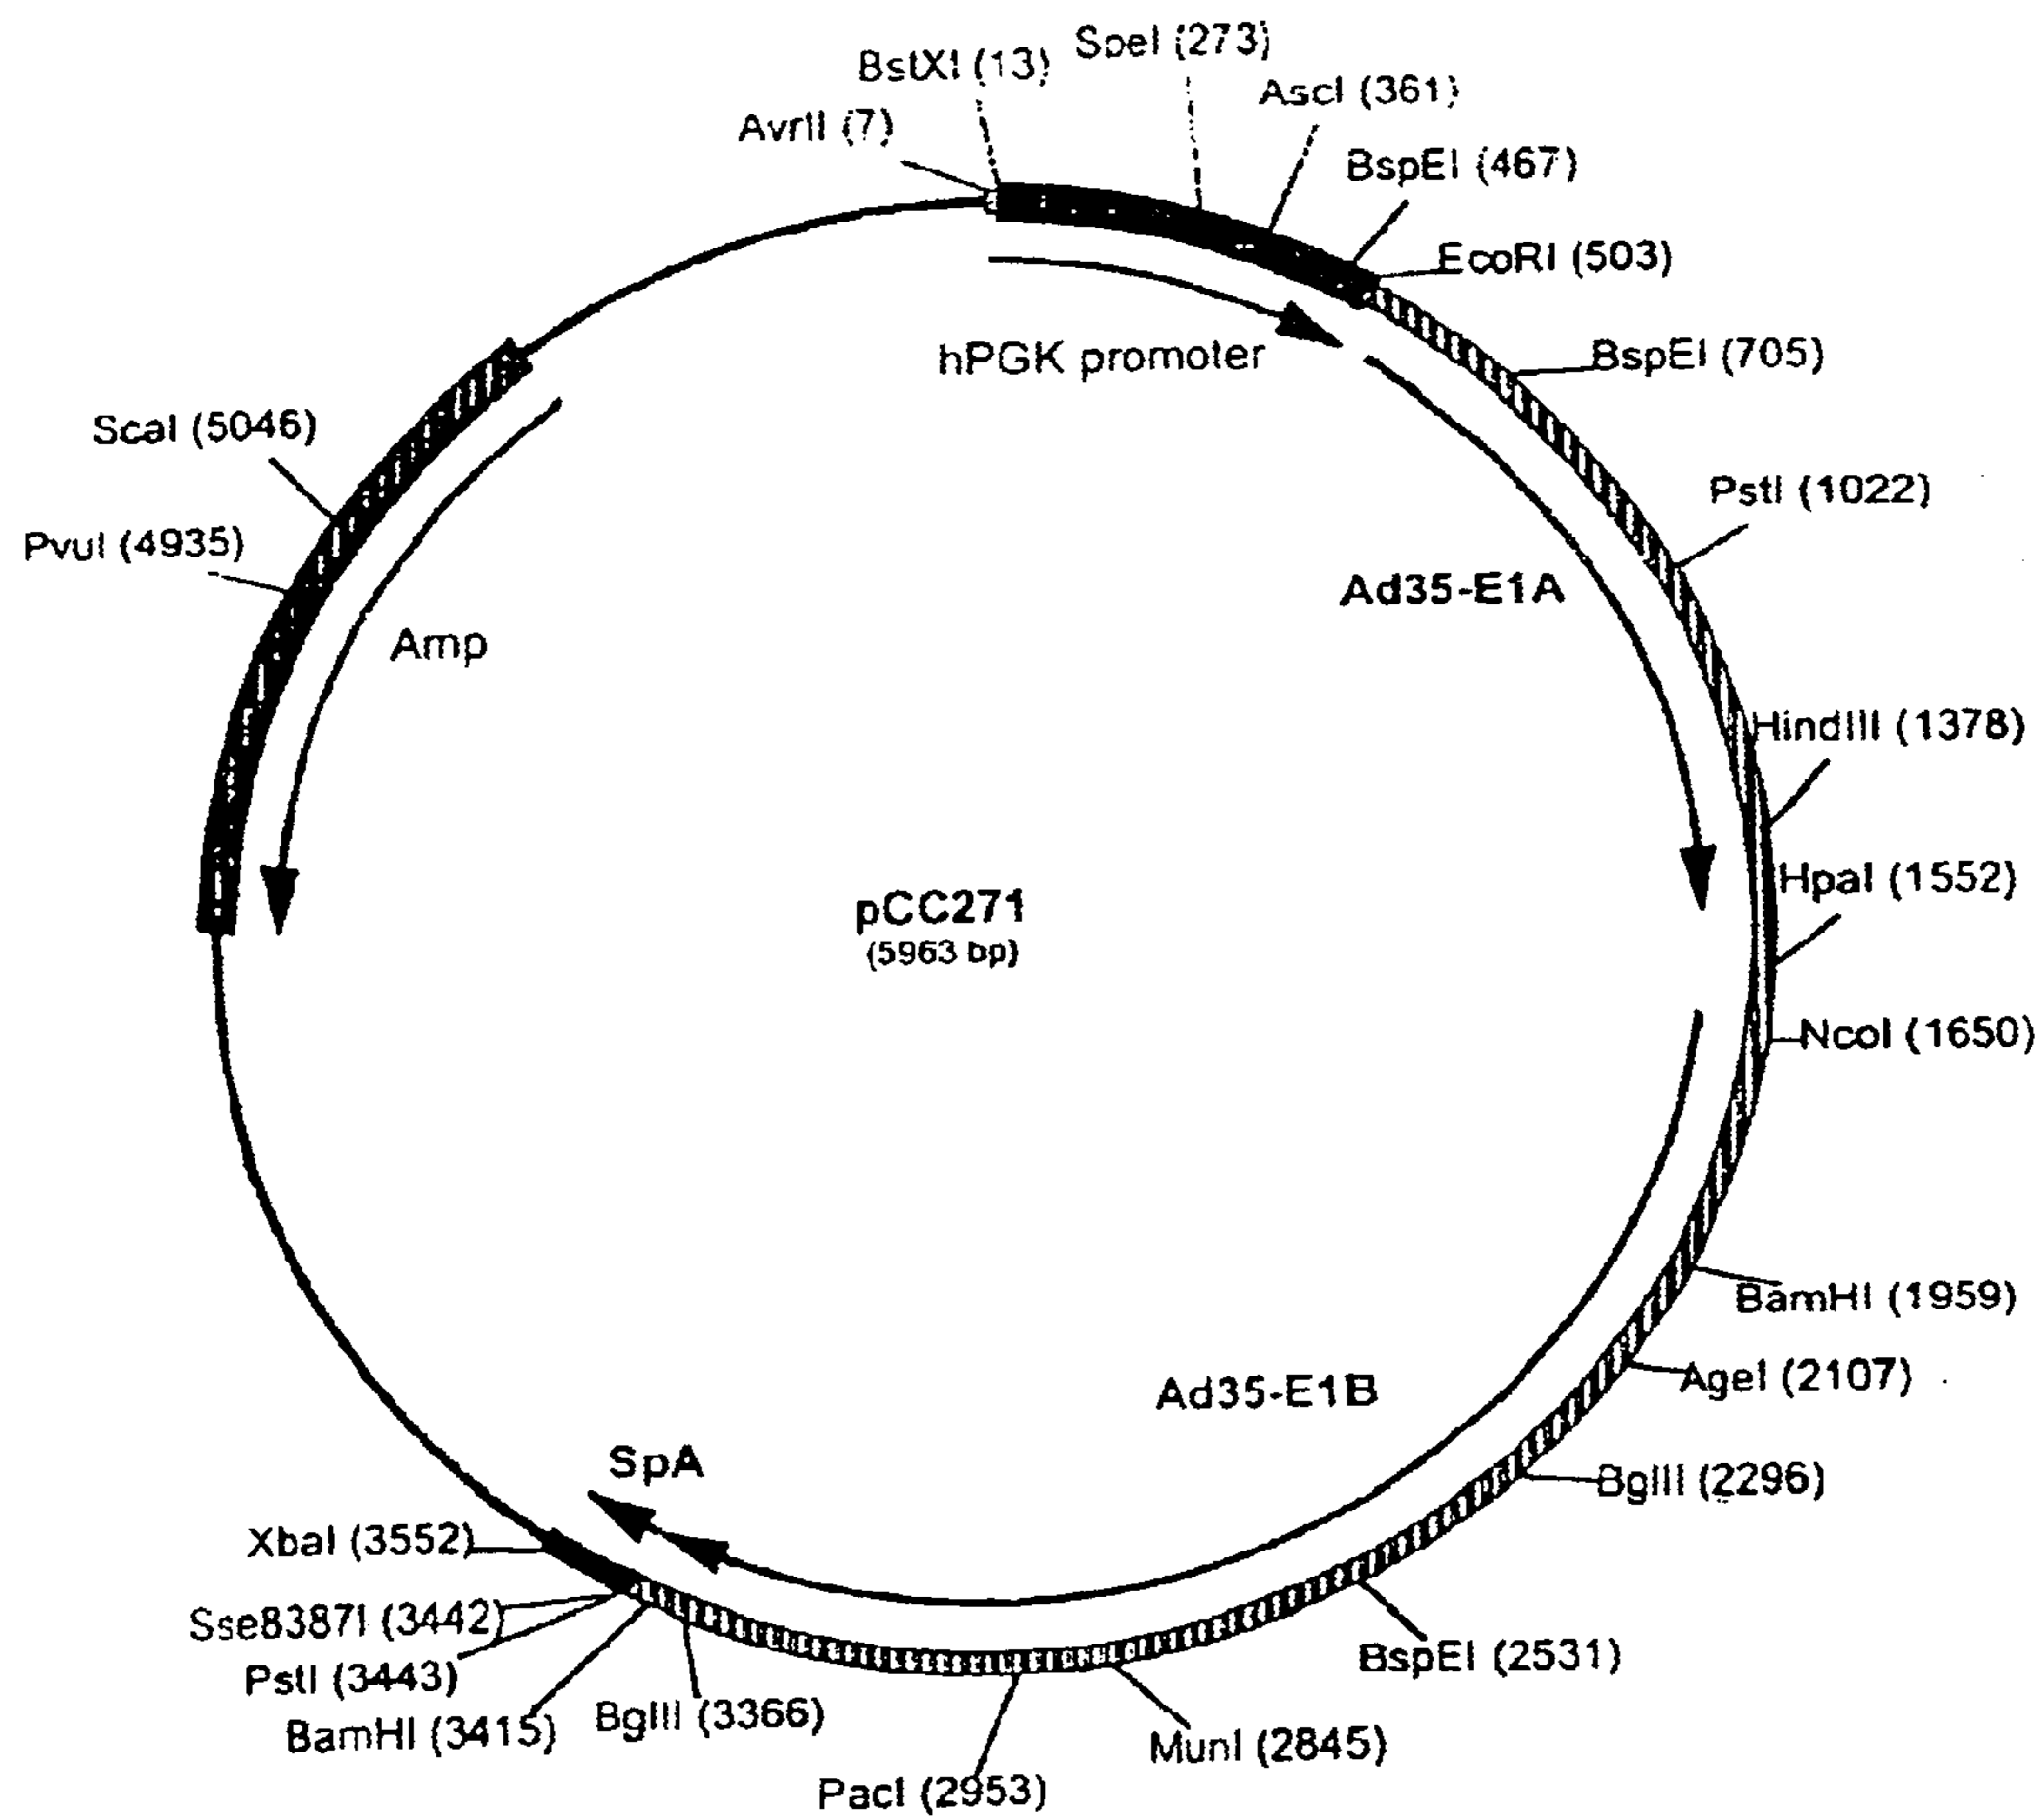 BstXI (13)
SpeI (273)
AscI (361)
AvrII (7)
BspEI (467)
EcoRI (503)
hPGK promoter
BspEI (705)
ScaI (5046)
PstI (1022)
PvuI (4935)
Ad35-E1A
Amp
HindIII (1378)
HpaI (1552)
pCC271
(5963 bp)
NcoI (1650)
BamHI (1959)
AgeI (2107)
Ad35-E1B
SpA
BglII (2296)
XbaI (3552)
Sse8387I (3442)
BspEI (2531)
PstI (3443)
BglII (3366)
BamHI (3415)
MunI (2845)
PacI (2953)